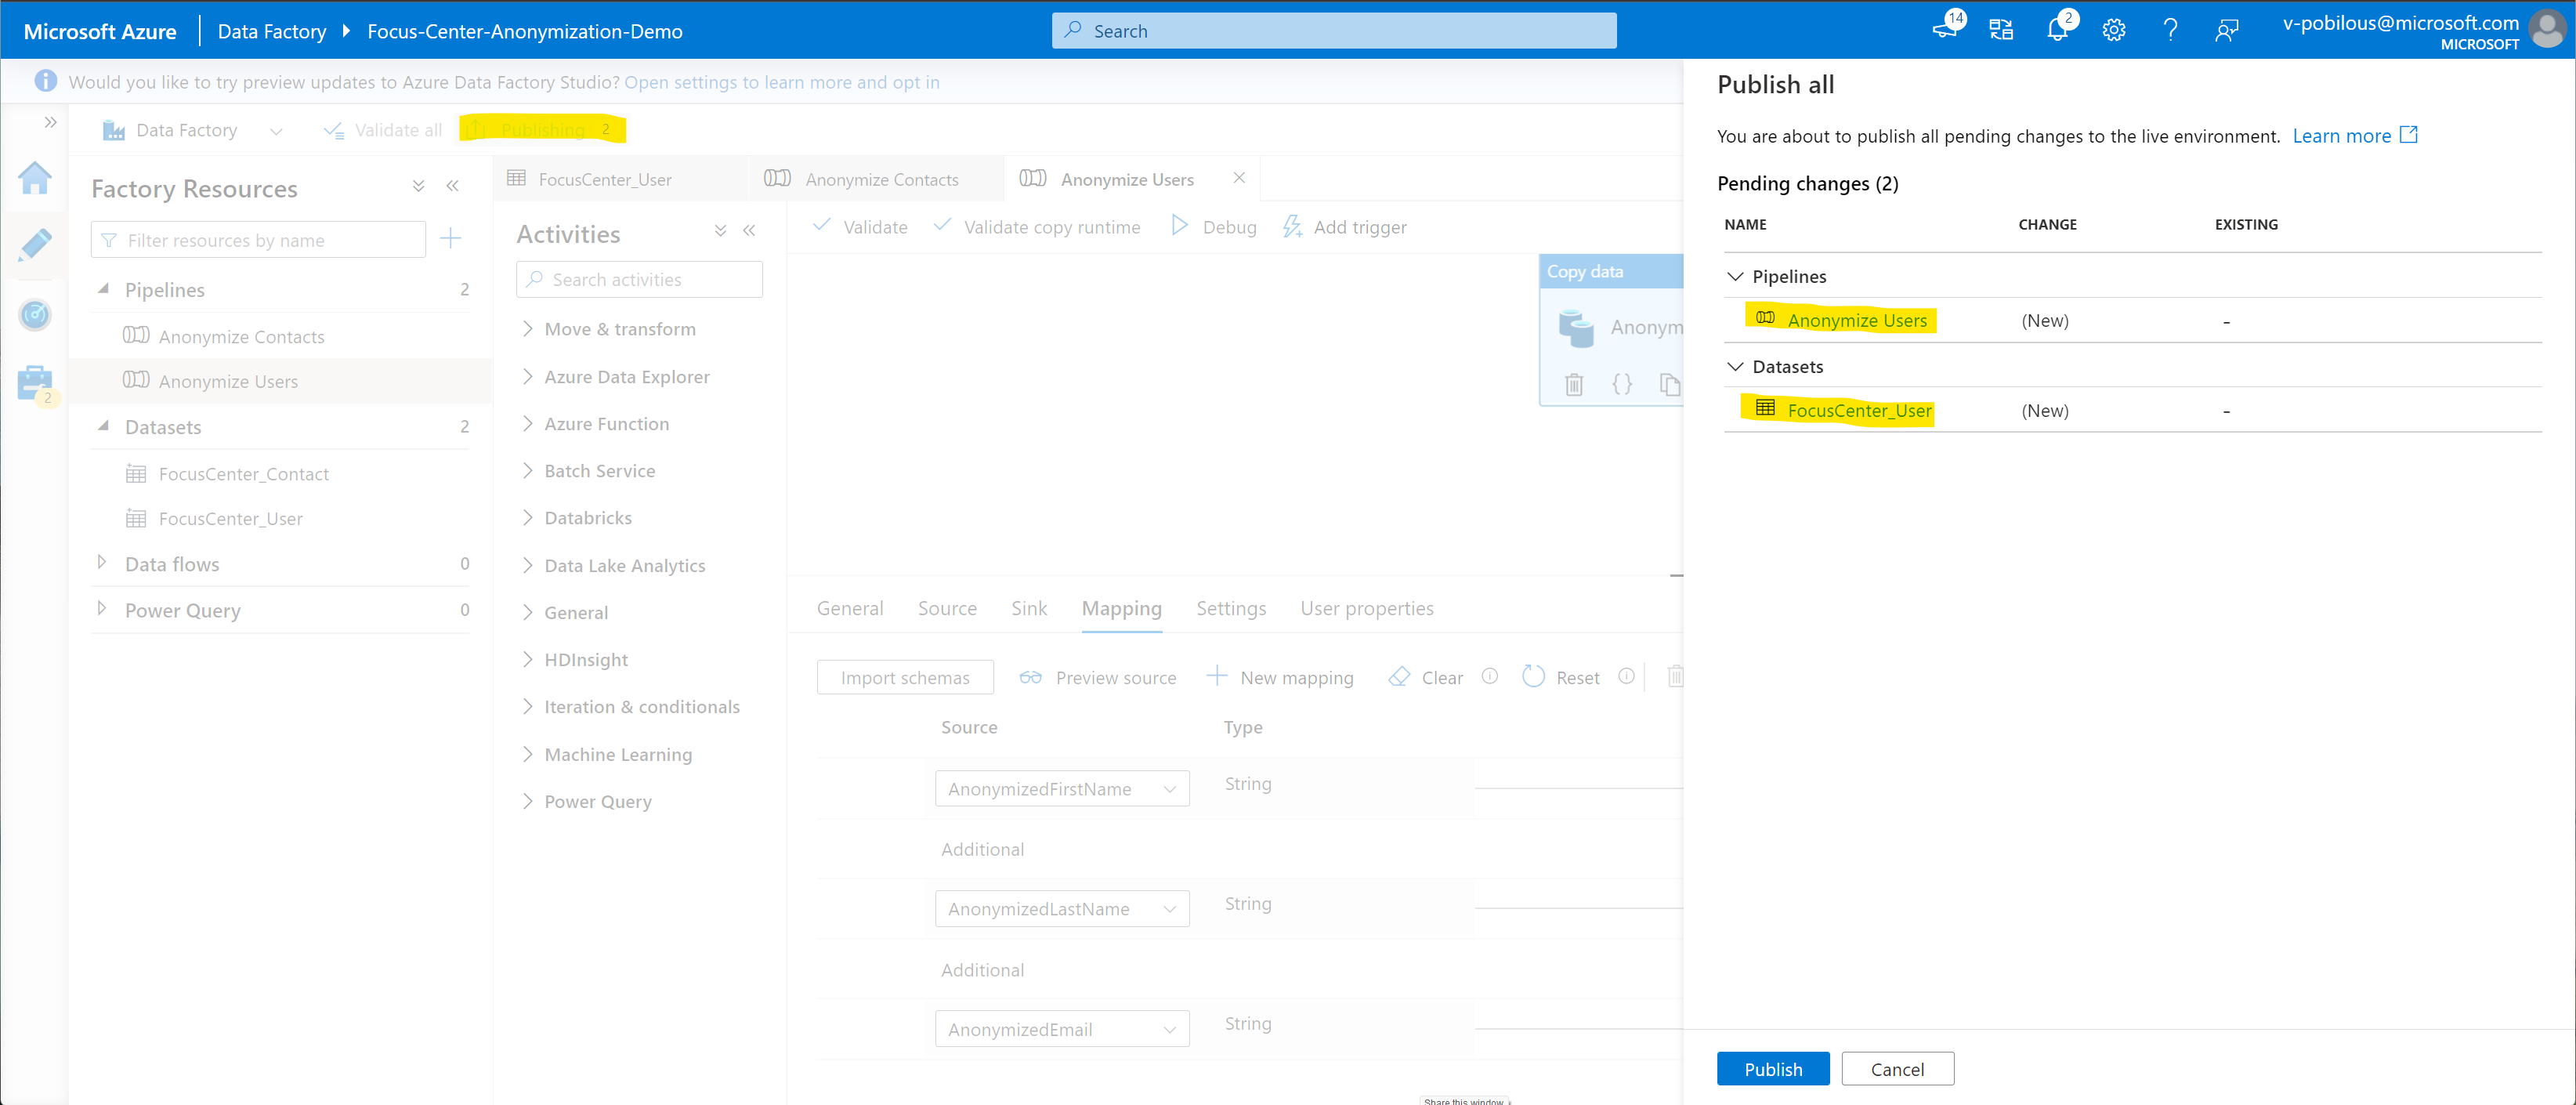 Microsoft Azure
Data Factory
Focus-Center-Anonymization-Demo
Search
14
2
v-pobilous@microsoft.com
MICROSOFT
Would you like to try preview updates to Azure Data Factory Studio? Open settings to learn more and opt in
Data Factory
Validate all
Publishing 2
2
Factory Resources
Filter resources by name
Pipelines 2
Anonymize Contacts
Anonymize Users
Datasets 2
FocusCenter_Contact
FocusCenter_User
Data flows 0
Power Query 0
FocusCenter_User
Anonymize Contacts
Anonymize Users
Activities
Search activities
Move & transform
Azure Data Explorer
Azure Function
Batch Service
Databricks
Data Lake Analytics
General
HDInsight
Iteration & conditionals
Machine Learning
Power Query
Validate
Validate copy runtime
Debug
Add trigger
Copy data
Anonym
General
Source
Sink
Mapping
Settings
User properties
Import schemas
Preview source
New mapping
Clear
Reset
Source Type
AnonymizedFirstName String
Additional
AnonymizedLastName String
Additional
AnonymizedEmail String
Share this window
Publish all
You are about to publish all pending changes to the live environment. Learn more
Pending changes (2)
NAME CHANGE EXISTING
Pipelines
Anonymize Users (New) -
Datasets
FocusCenter_User (New) -
Publish
Cancel